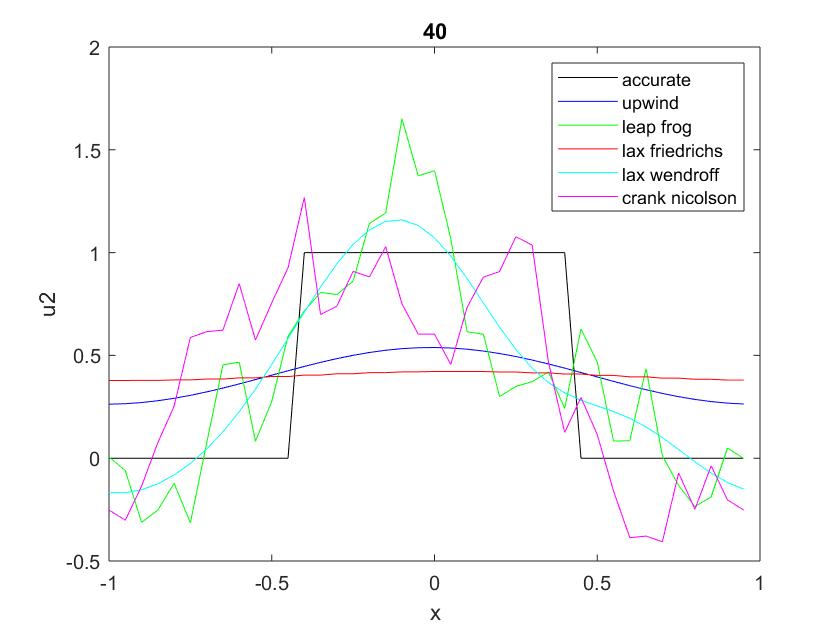 40
2
1.5
1
0.5
0
-0.5
u2
accurate
upwind
leap frog
lax friedrichs
lax wendroff
crank nicolson
-1 -0.5 0 0.5 1
x